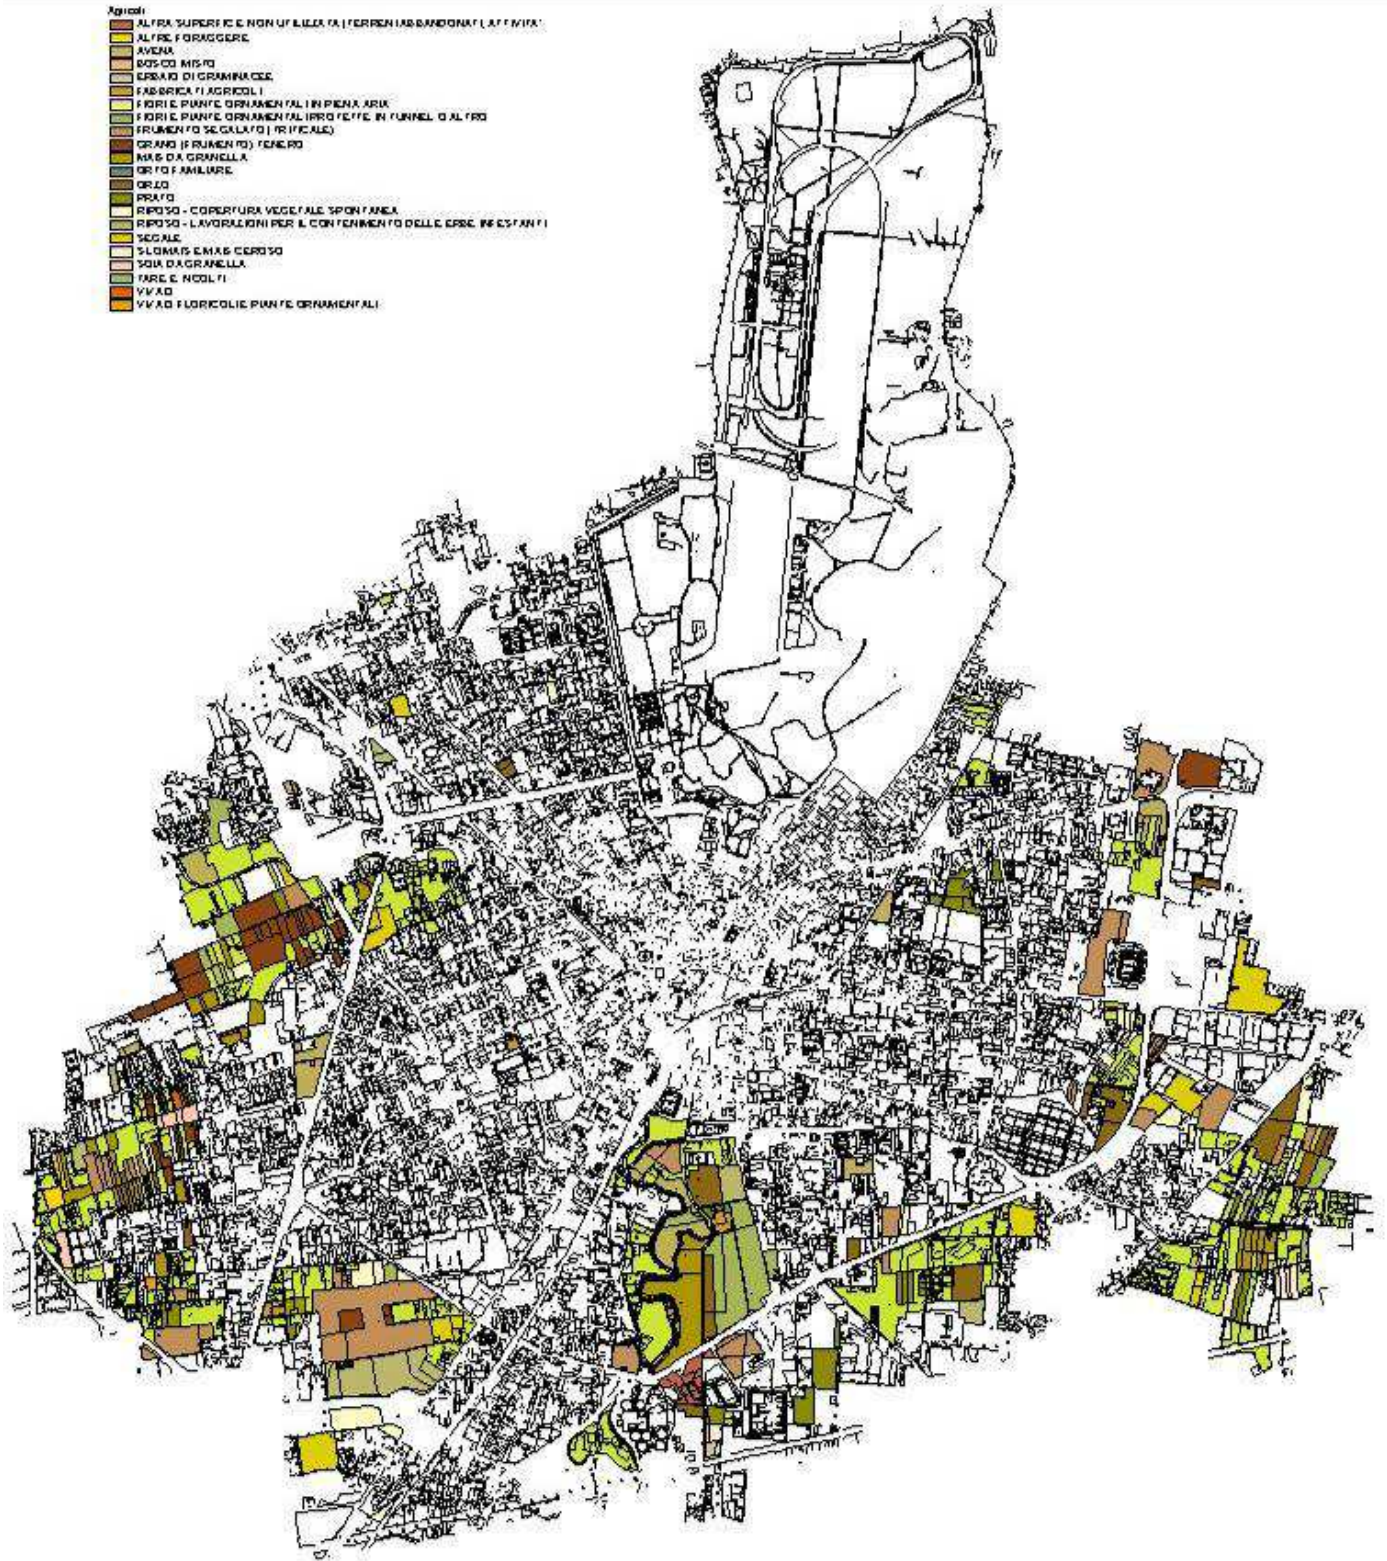 Agricoli
ALTRA SUPERFICE NON UTILIZZATA (TERRENI ABBANDONATI, ATTIVITA'
ALTRE FORAGGERE
AVENA
BOSCO MISTO
ERBAIO DI GRAMINACEE
FABBRICATI AGRICOLI
FIORI E PIANTE ORNAMENTALI IN PIENA ARIA
FIORI E PIANTE ORNAMENTALI PROTETTE IN TUNNEL O ALTRO
FRUMENTO SEGALATO (TRITICALE)
GRANO (FRUMENTO) TENERO
MAIS DA GRANELLA
ORTO FAMILIARE
ORZO
PRATO
RIPOSO - COPERTURA VEGETALE SPONTANEA
RIPOSO - LAVORAZIONI PER IL CONTENIMENTO DELLE ERBE INFESTANTI
SEGALE
SILOMAIS E MAIS CEROSO
SOIA DA GRANELLA
TARE E INCOLTI
VIVAIO
VIVAIO FLORICOLI E PIANTE ORNAMENTALI